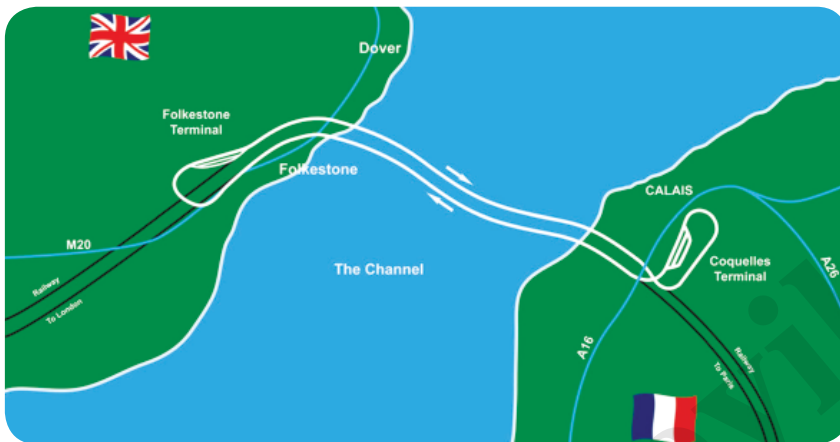 Dover
Folkestone
Terminal
Folkestone
CALAIS
M20
The Channel
Coquelles
Terminal
A26
Railway
To London
A16
Railway
To Paris